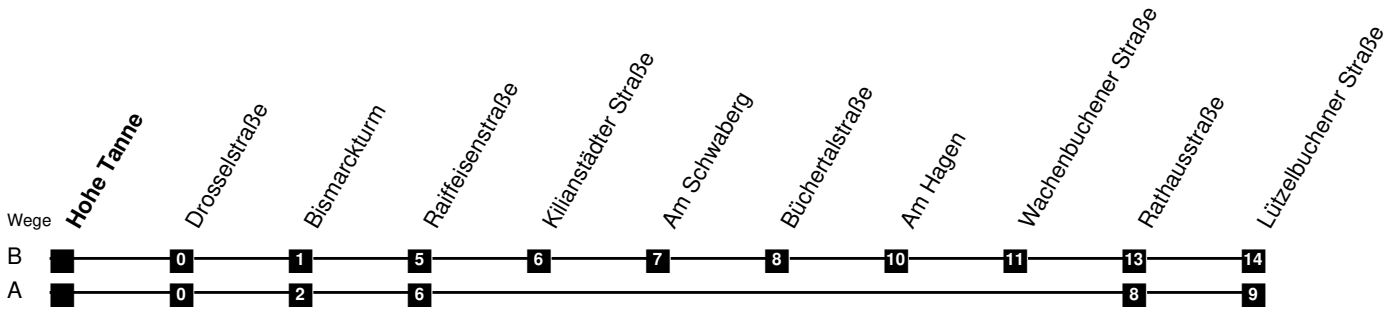 Wege
Hohe Tanne
Drosselstraße
Bismarckturm
Raiffeisenstraße
Kilianstädter Straße
Am Schwaberg
Büchertalstraße
Am Hagen
Wachenbuchener Straße
Rathausstraße
Lützelbuchener Straße
B 0 1 5 6 7 8 10 11 13 14
A 0 2 6 8 9